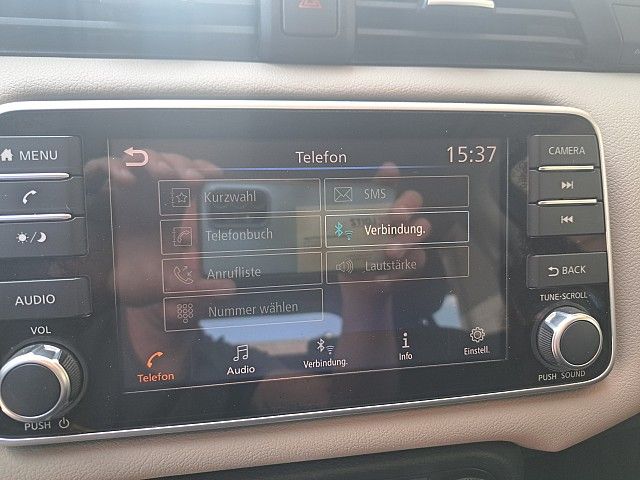 MENU
CAMERA
Telefon
15:37
Kurzwahl
SMS
Telefonbuch
Verbindung.
Anrufliste
Lautstärke
BACK
Nummer wählen
AUDIO
TUNE-SCROLL
VOL
Telefon
Audio
Verbindung.
Info
Einstell.
PUSH
PUSH SOUND